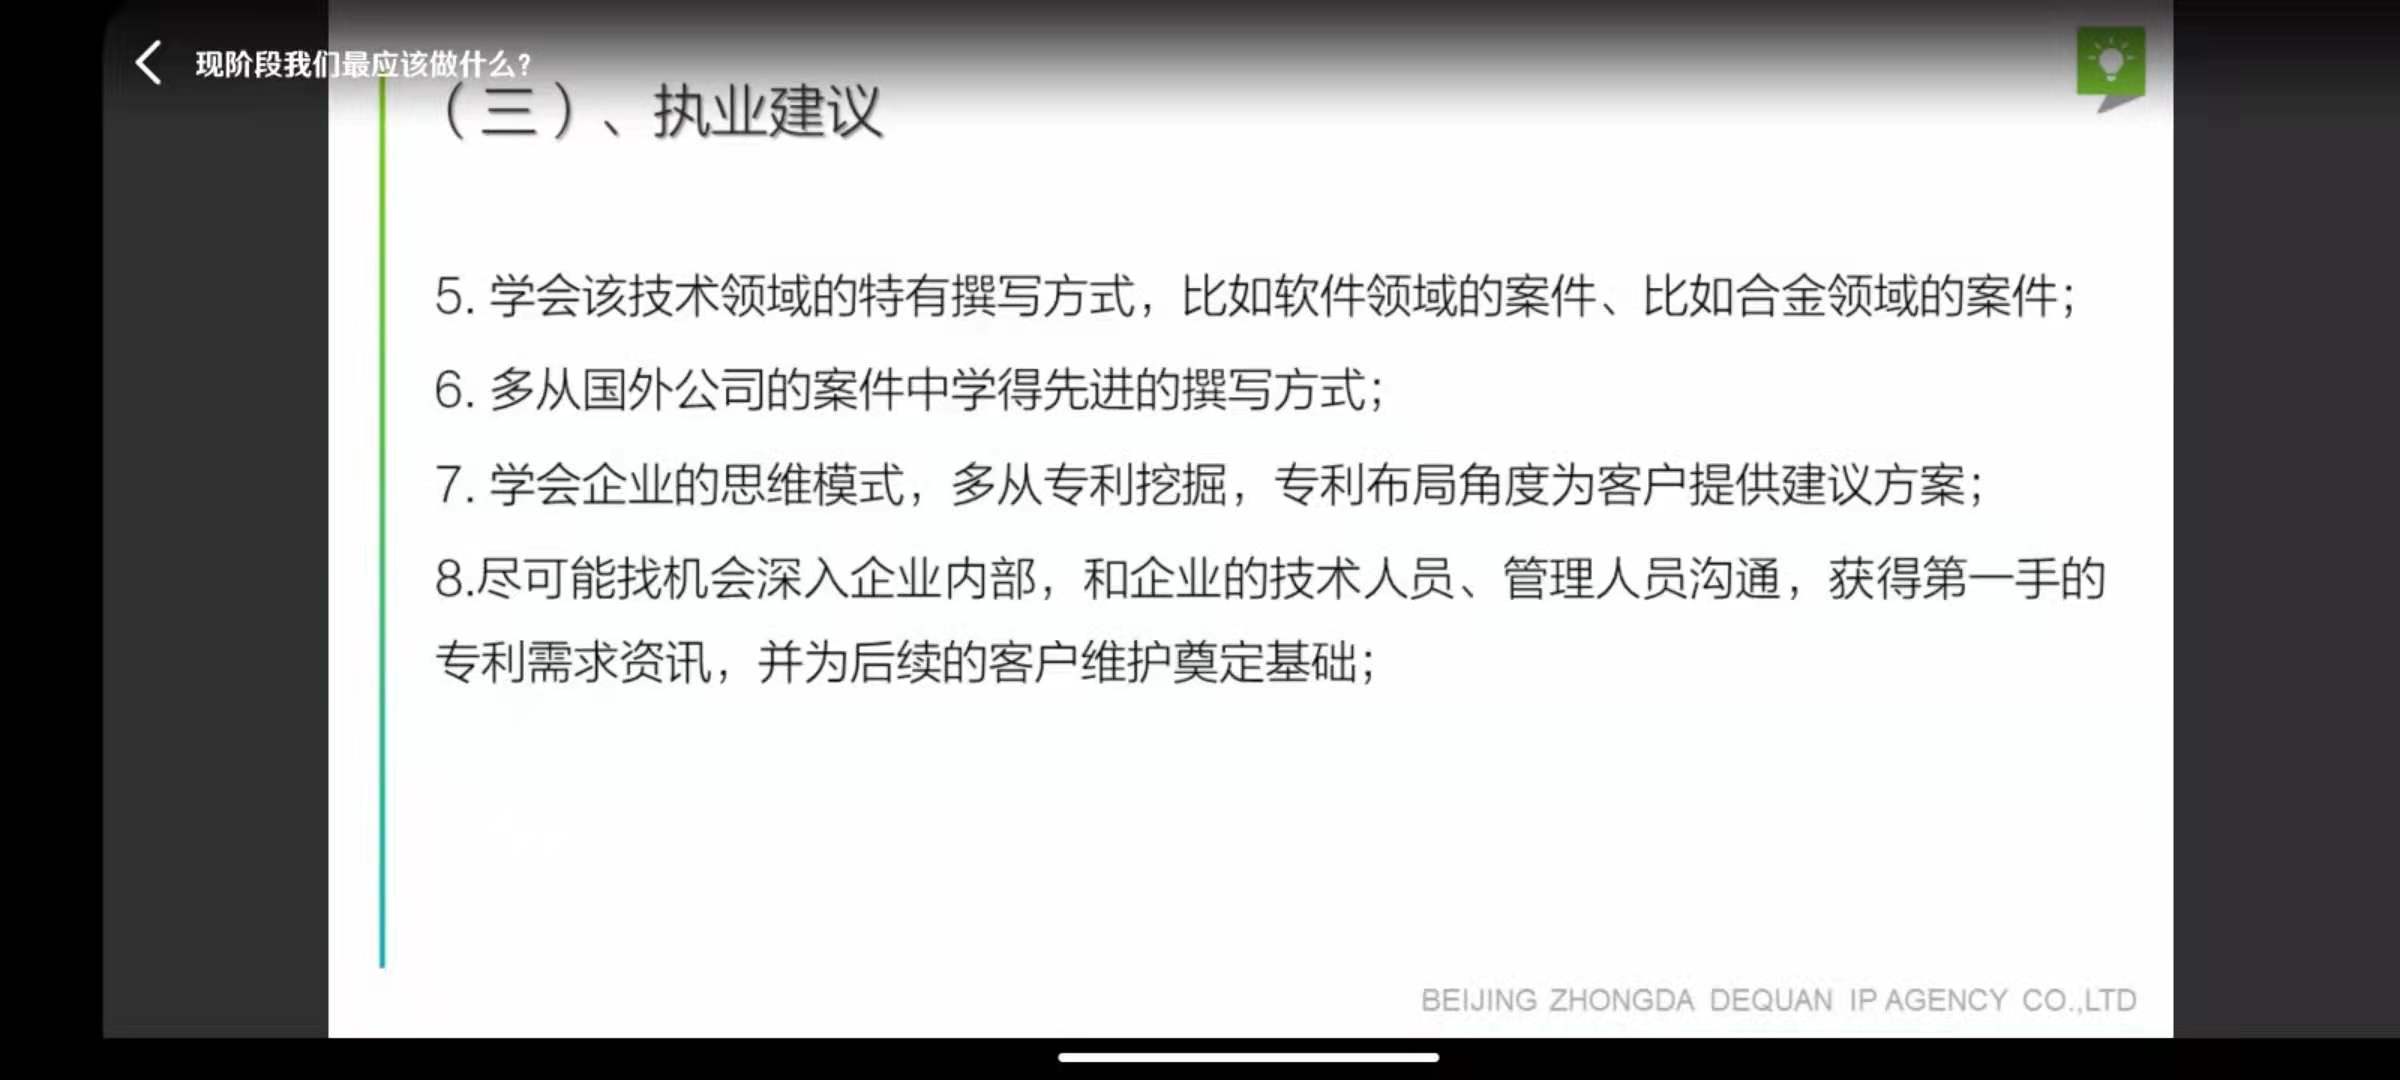 现阶段我们最应该做什么?
（三）、执业建议
5. 学会该技术领域的特有撰写方式，比如软件领域的案件、比如合金领域的案件；
6. 多从国外公司的案件中学得先进的撰写方式；
7. 学会企业的思维模式，多从专利挖掘，专利布局角度为客户提供建议方案；
8.尽可能找机会深入企业内部，和企业的技术人员、管理人员沟通，获得第一手的
专利需求资讯，并为后续的客户维护奠定基础；
BEIJING ZHONGDA DEQUAN IP AGENCY CO.,LTD